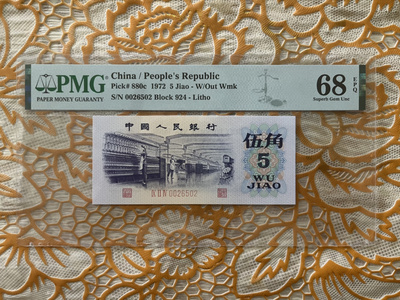 PMG
PAPER MONEY GUARANTY
China / People's Republic
Pick# 880c 1972 5 Jiao - W/Out Wmk
S/N 0026502 Block 924 - Litho
68 EPQ
Superb Gem Unc
中国人民银行
伍角
5
WU
JIAO
0026502